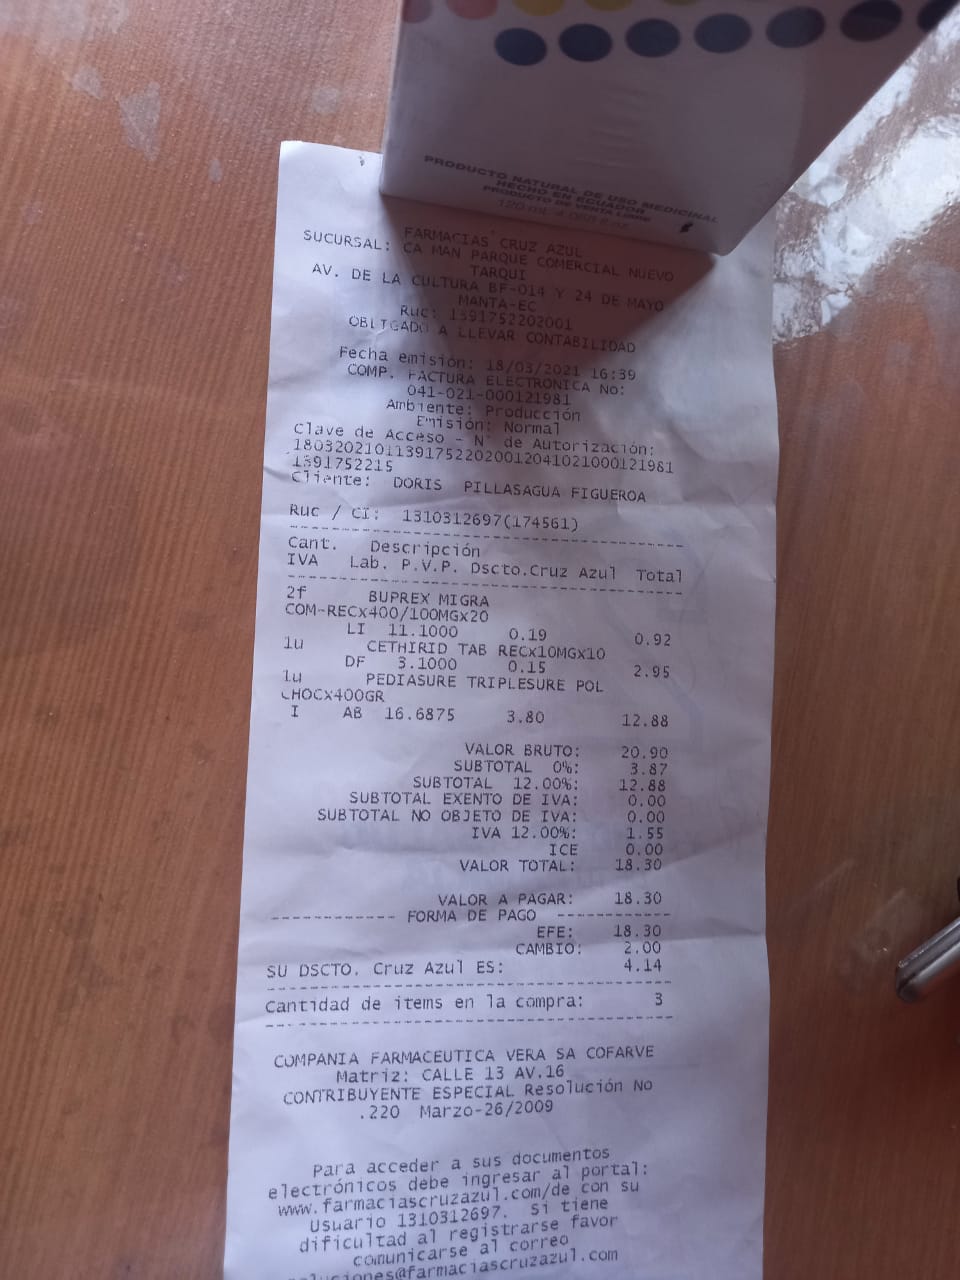 PRODUCTO NATURAL DE USO MEDICINAL
HECHO EN ECUADOR
PRODUCTO DE VENTA LIBRE
120 mL
FARMACIAS CRUZ AZUL
SUCURSAL: CA MAN PARQUE COMERCIAL NUEVO
TARQUI
AV. DE LA CULTURA BF-014 Y 24 DE MAYO
MANTA-EC
Ruc: 1391752202001
OBLIGADO A LLEVAR CONTABILIDAD
Fecha emisión: 18/03/2021 16:39
COMP. FACTURA ELECTRONICA No:
041-021-000121981
Ambiente: Producción
Emisión: Normal
Clave de Acceso - N° de Autorización:
180320210113917522020012041021000121981
1391752215
Cliente: DORIS PILLASAGUA FIGUEROA
Ruc / CI: 1310312697(174561)
Cant. Descripción
IVA Lab. P.V.P. Dscto.Cruz Azul Total
2f BUPREX MIGRA
COM-RECX400/100MGX20
LI 11.1000 0.19 0.92
1u CETHIRID TAB RECX10MGX10
DF 3.1000 0.15 2.95
1u PEDIASURE TRIPLESURE POL
CHOCX400GR
I AB 16.6875 3.80 12.88
VALOR BRUTO: 20.90
SUBTOTAL 0%: 3.87
SUBTOTAL 12.00%: 12.88
SUBTOTAL EXENTO DE IVA: 0.00
SUBTOTAL NO OBJETO DE IVA: 0.00
IVA 12.00%: 1.55
ICE 0.00
VALOR TOTAL: 18.30
VALOR A PAGAR: 18.30
------------ FORMA DE PAGO -----------
EFE: 18.30
CAMBIO: 2.00
SU DSCTO. Cruz Azul ES: 4.14
Cantidad de items en la compra: 3
COMPANIA FARMACEUTICA VERA SA COFARVE
Matriz: CALLE 13 AV.16
CONTRIBUYENTE ESPECIAL Resolución No
.220 Marzo-26/2009
Para acceder a sus documentos
electrónicos debe ingresar al portal:
www.farmaciascruzazul.com/de con su
Usuario 1310312697. Si tiene
dificultad al registrarse favor
comunicarse al correo
oluciones@farmaciascruzazul.com